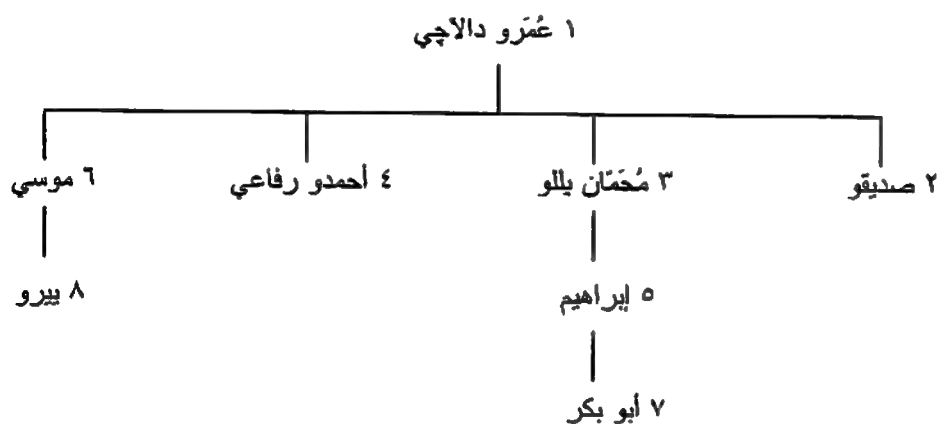 ١ عُمَرو دالاَچي
٢ صديقو
٣ مُحَمّان بللو
٤ أحمدو رفاعي
٦ موسي
٥ إبراهيم
٨ بيرو
٧ أبو بكر